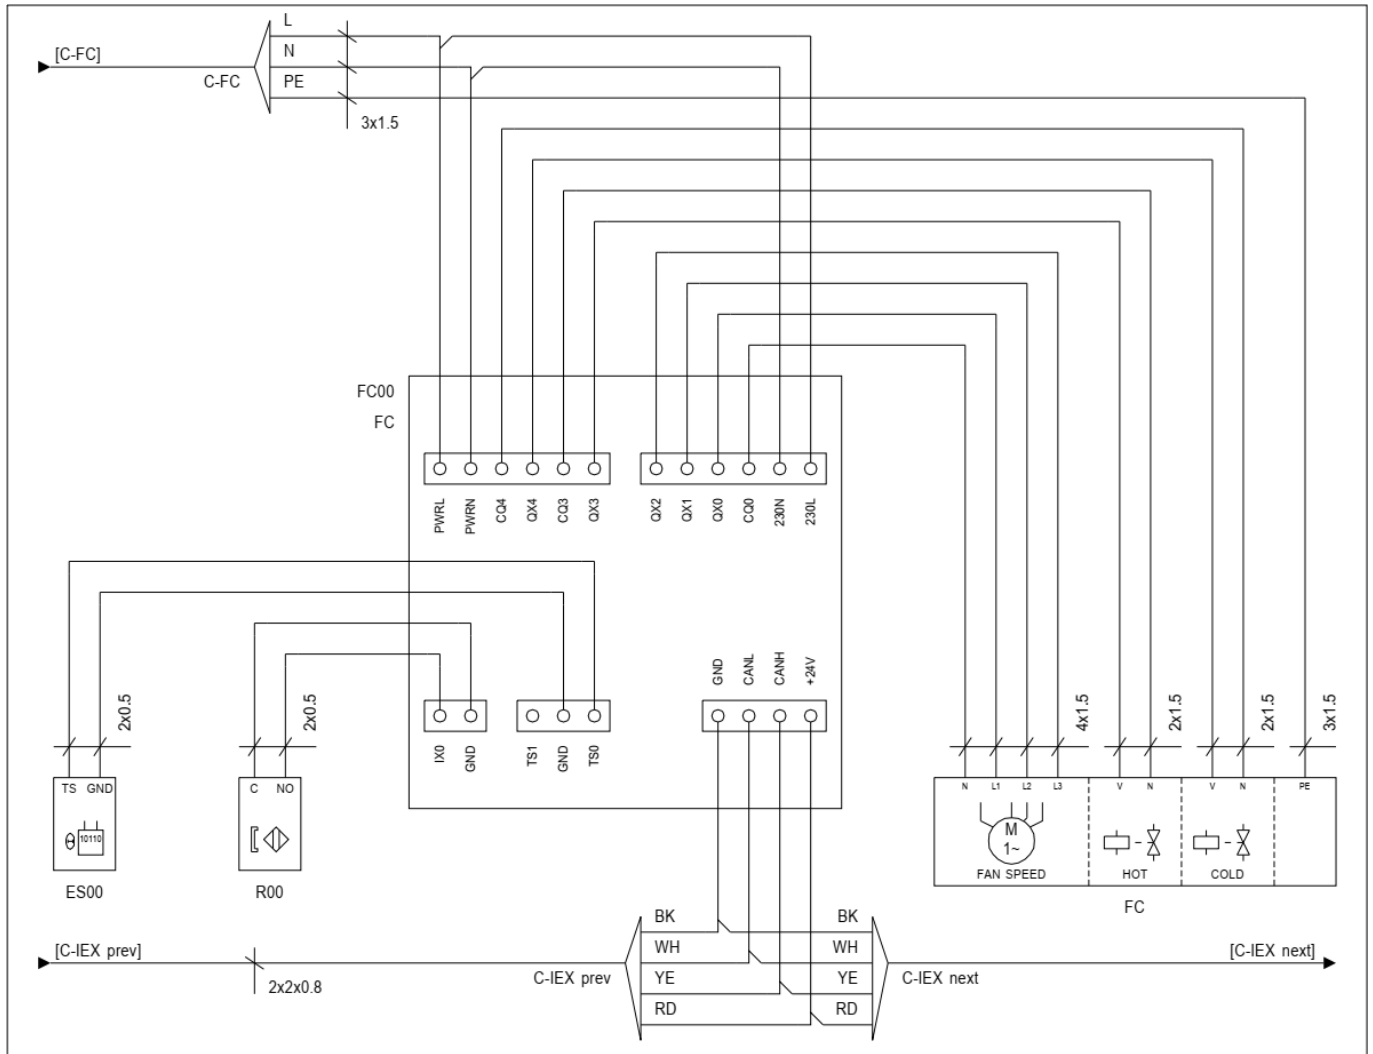 L
[C-FC]
N
C-FC
PE
3x1.5
FC00
FC
PWRL
PWRN
CQ4
QX4
CQ3
QX3
QX2
QX1
QX0
CQ0
230N
230L
GND
CANL
CANH
+24V
IX0
GND
TS1
GND
TS0
2x0.5
2x0.5
4x1.5
2x1.5
2x1.5
3x1.5
TS GND
10110
ES00
C NO
R00
N L1 L2 L3
V N
V N
PE
M
1~
FAN SPEED
HOT
COLD
FC
BK
BK
[C-IEX prev]
WH
WH
[C-IEX next]
C-IEX prev
YE
YE
C-IEX next
2x2x0.8
RD
RD